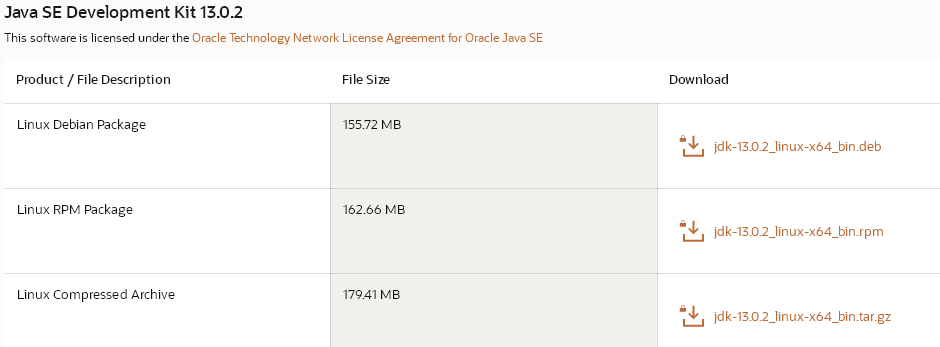 Java SE Development Kit 13.0.2
This software is licensed under the Oracle Technology Network License Agreement for Oracle Java SE
Product / File Description File Size Download
Linux Debian Package 155.72 MB
jdk-13.0.2_linux-x64_bin.deb
Linux RPM Package 162.66 MB
jdk-13.0.2_linux-x64_bin.rpm
Linux Compressed Archive 179.41 MB
jdk-13.0.2_linux-x64_bin.tar.gz